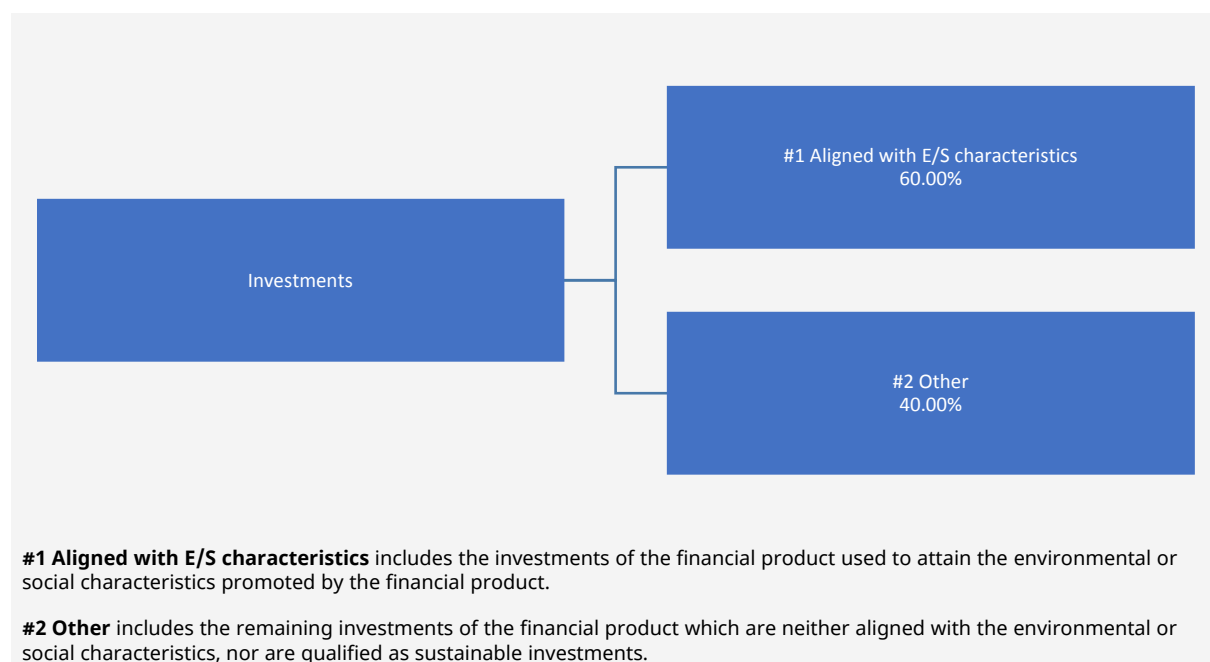 #1 Aligned with E/S characteristics
60.00%
Investments
#2 Other
40.00%
#1 Aligned with E/S characteristics includes the investments of the financial product used to attain the environmental or
social characteristics promoted by the financial product.
#2 Other includes the remaining investments of the financial product which are neither aligned with the environmental or
social characteristics, nor are qualified as sustainable investments.